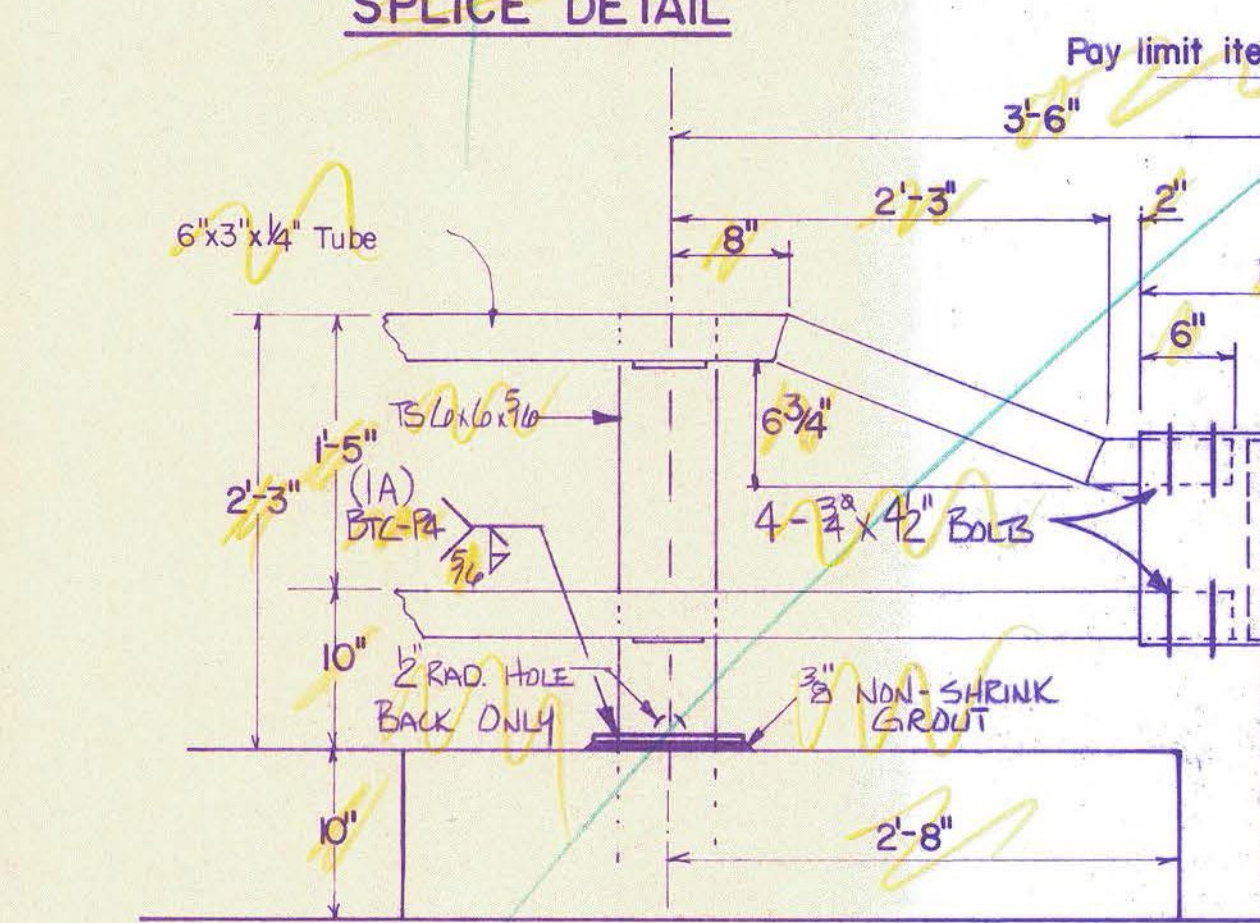 SPLICE DETAIL
Pay limit ite
3'-6"
2'-3"
2"
8"
6"x3"x1/4" Tube
6"
TS 6x6x5/16
6 3/4"
1'-5"
2'-3"
(1A)
BTC-P4
4 - 3/4"ø x 4 1/2" BOLTS
5/16
10"
1/2" RAD. HOLE
BACK ONLY
3/8" NON-SHRINK
GROUT
10"
2'-8"